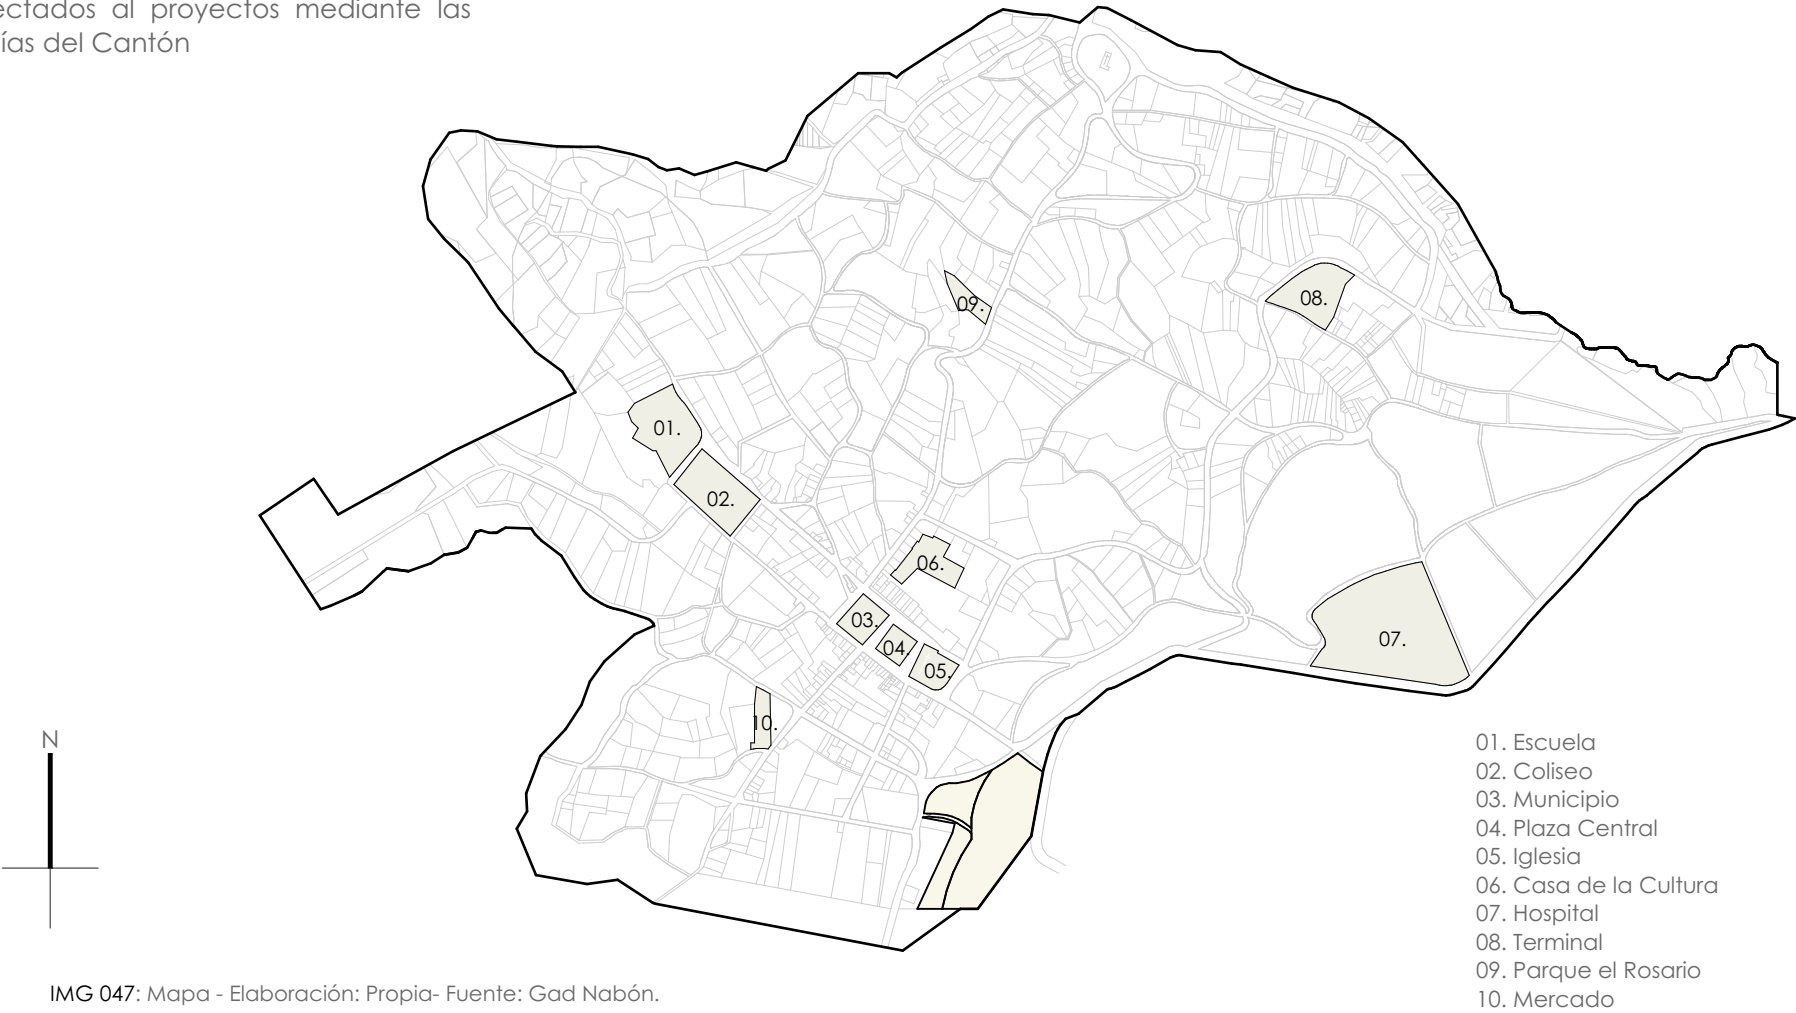 ectados al proyectos mediante las
ías del Cantón
09.
08.
01.
02.
06.
03.
04.
05.
07.
10.
N
01. Escuela
02. Coliseo
03. Municipio
04. Plaza Central
05. Iglesia
06. Casa de la Cultura
07. Hospital
08. Terminal
09. Parque el Rosario
10. Mercado
IMG 047: Mapa - Elaboración: Propia- Fuente: Gad Nabón.